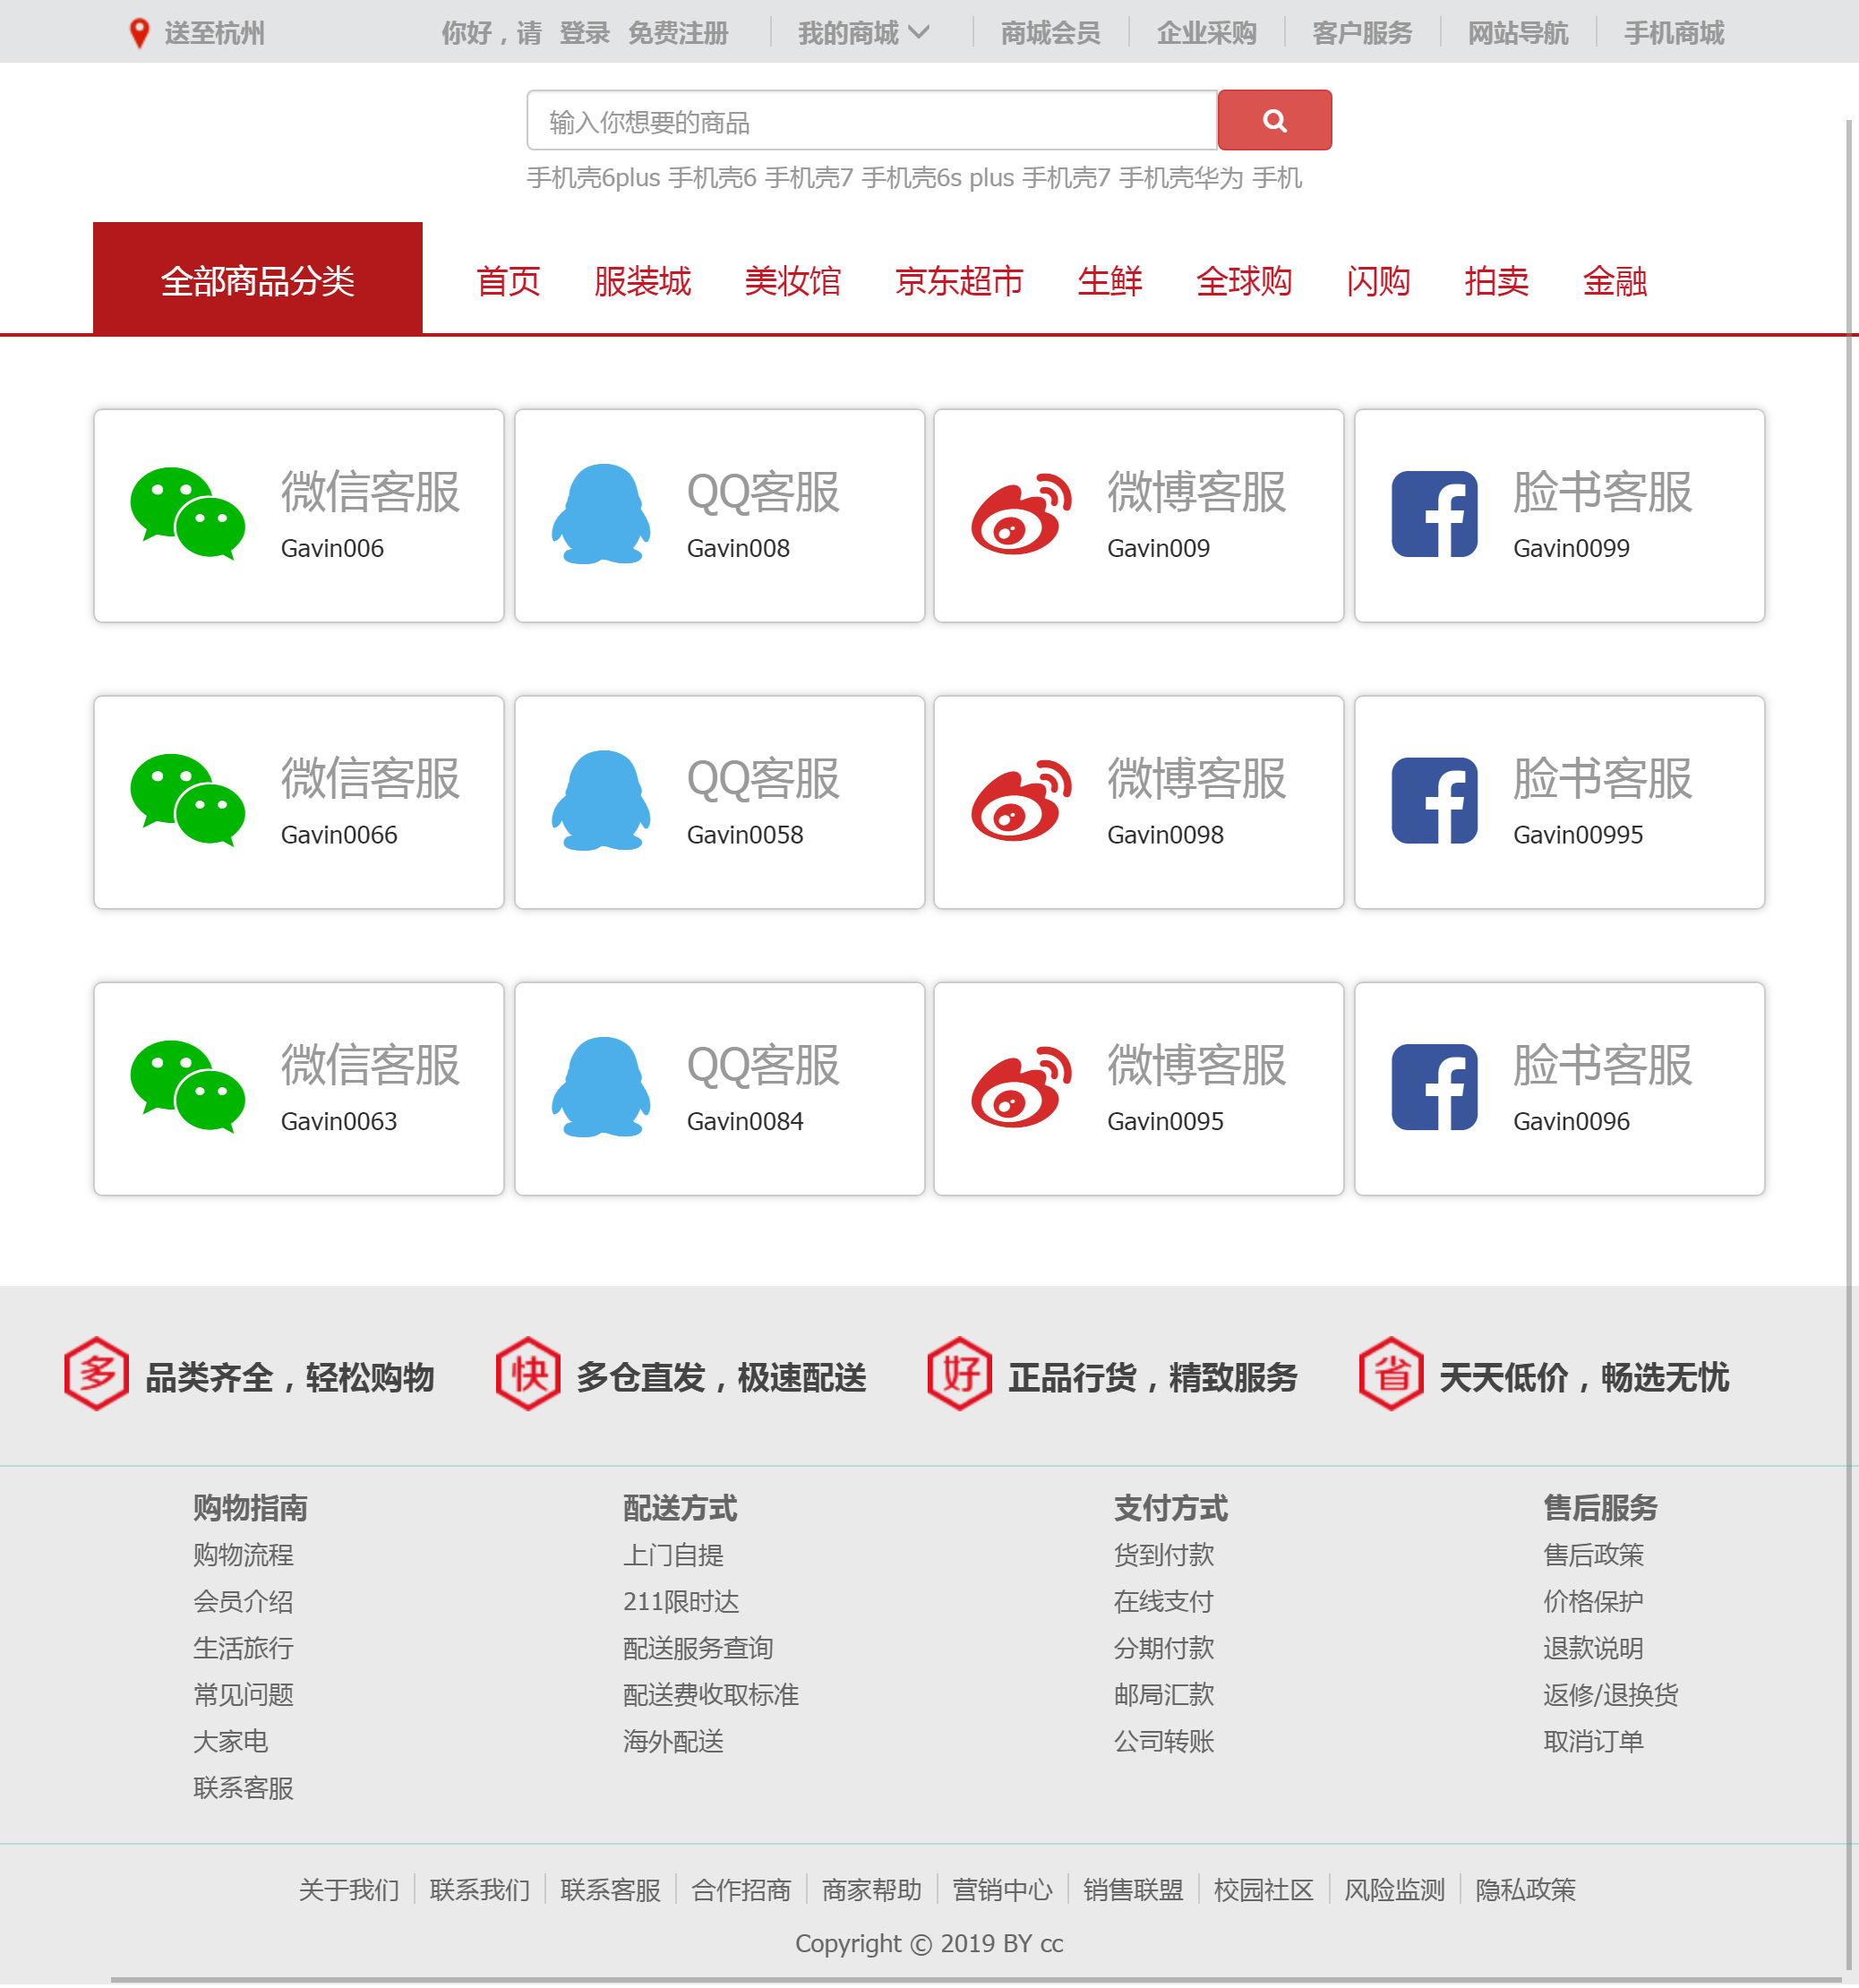 送至杭州 你好，请 登录 免费注册 我的商城 商城会员 企业采购 客户服务 网站导航 手机商城
输入你想要的商品
手机壳6plus 手机壳6 手机壳7 手机壳6s plus 手机壳7 手机壳华为 手机
全部商品分类 首页 服装城 美妆馆 京东超市 生鲜 全球购 闪购 拍卖 金融
微信客服 QQ客服 微博客服 脸书客服
Gavin006 Gavin008 Gavin009 Gavin0099
微信客服 QQ客服 微博客服 脸书客服
Gavin0066 Gavin0058 Gavin0098 Gavin00995
微信客服 QQ客服 微博客服 脸书客服
Gavin0063 Gavin0084 Gavin0095 Gavin0096
多 品类齐全，轻松购物 快 多仓直发，极速配送 好 正品行货，精致服务 省 天天低价，畅选无忧
购物指南 配送方式 支付方式 售后服务
购物流程 上门自提 货到付款 售后政策
会员介绍 211限时达 在线支付 价格保护
生活旅行 配送服务查询 分期付款 退款说明
常见问题 配送费收取标准 邮局汇款 返修/退换货
大家电 海外配送 公司转账 取消订单
联系客服
关于我们 联系我们 联系客服 合作招商 商家帮助 营销中心 销售联盟 校园社区 风险监测 隐私政策
Copyright © 2019 BY cc